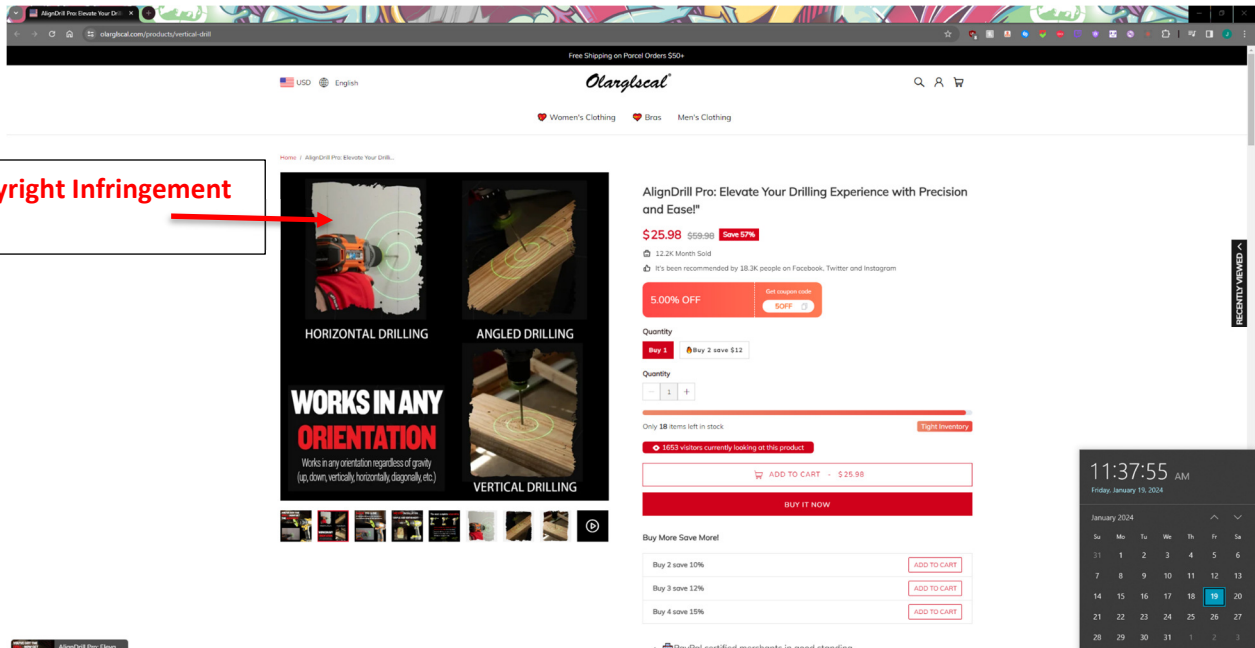 AlignDrill Pro: Elevate Your Dril
olarglscal.com/products/vertical-drill
Free Shipping on Parcel Orders $50+
USD English
Olarglscal
Women's Clothing Bras Men's Clothing
Home / AlignDrill Pro: Elevate Your Drilli...
yright Infringement
HORIZONTAL DRILLING
ANGLED DRILLING
WORKS IN ANY
ORIENTATION
Works in any orientation regardless of gravity
(up, down, vertically, horizontally, diagonally, etc.)
VERTICAL DRILLING
AlignDrill Pro: Elevate Your Drilling Experience with Precision
and Ease!"
$25.98 $59.98 Save 57%
12.2K Month Sold
It's been recommended by 18.3K people on Facebook, Twitter and Instagram
5.00% OFF
Get coupon code
5OFF
Quantity
Buy 1 🔥Buy 2 save $12
Quantity
− 1 +
Only 18 items left in stock
Tight Inventory
1653 visitors currently looking at this product
ADD TO CART - $25.98
BUY IT NOW
Buy More Save More!
Buy 2 save 10% ADD TO CART
Buy 3 save 12% ADD TO CART
Buy 4 save 15% ADD TO CART
PayPal certified merchants in good standing
RECENTLY VIEWED
AlignDrill Pro: Eleva
11:37:55 AM
Friday, January 19, 2024
January 2024
Su Mo Tu We Th Fr Sa
31 1 2 3 4 5 6
7 8 9 10 11 12 13
14 15 16 17 18 19 20
21 22 23 24 25 26 27
28 29 30 31 1 2 3